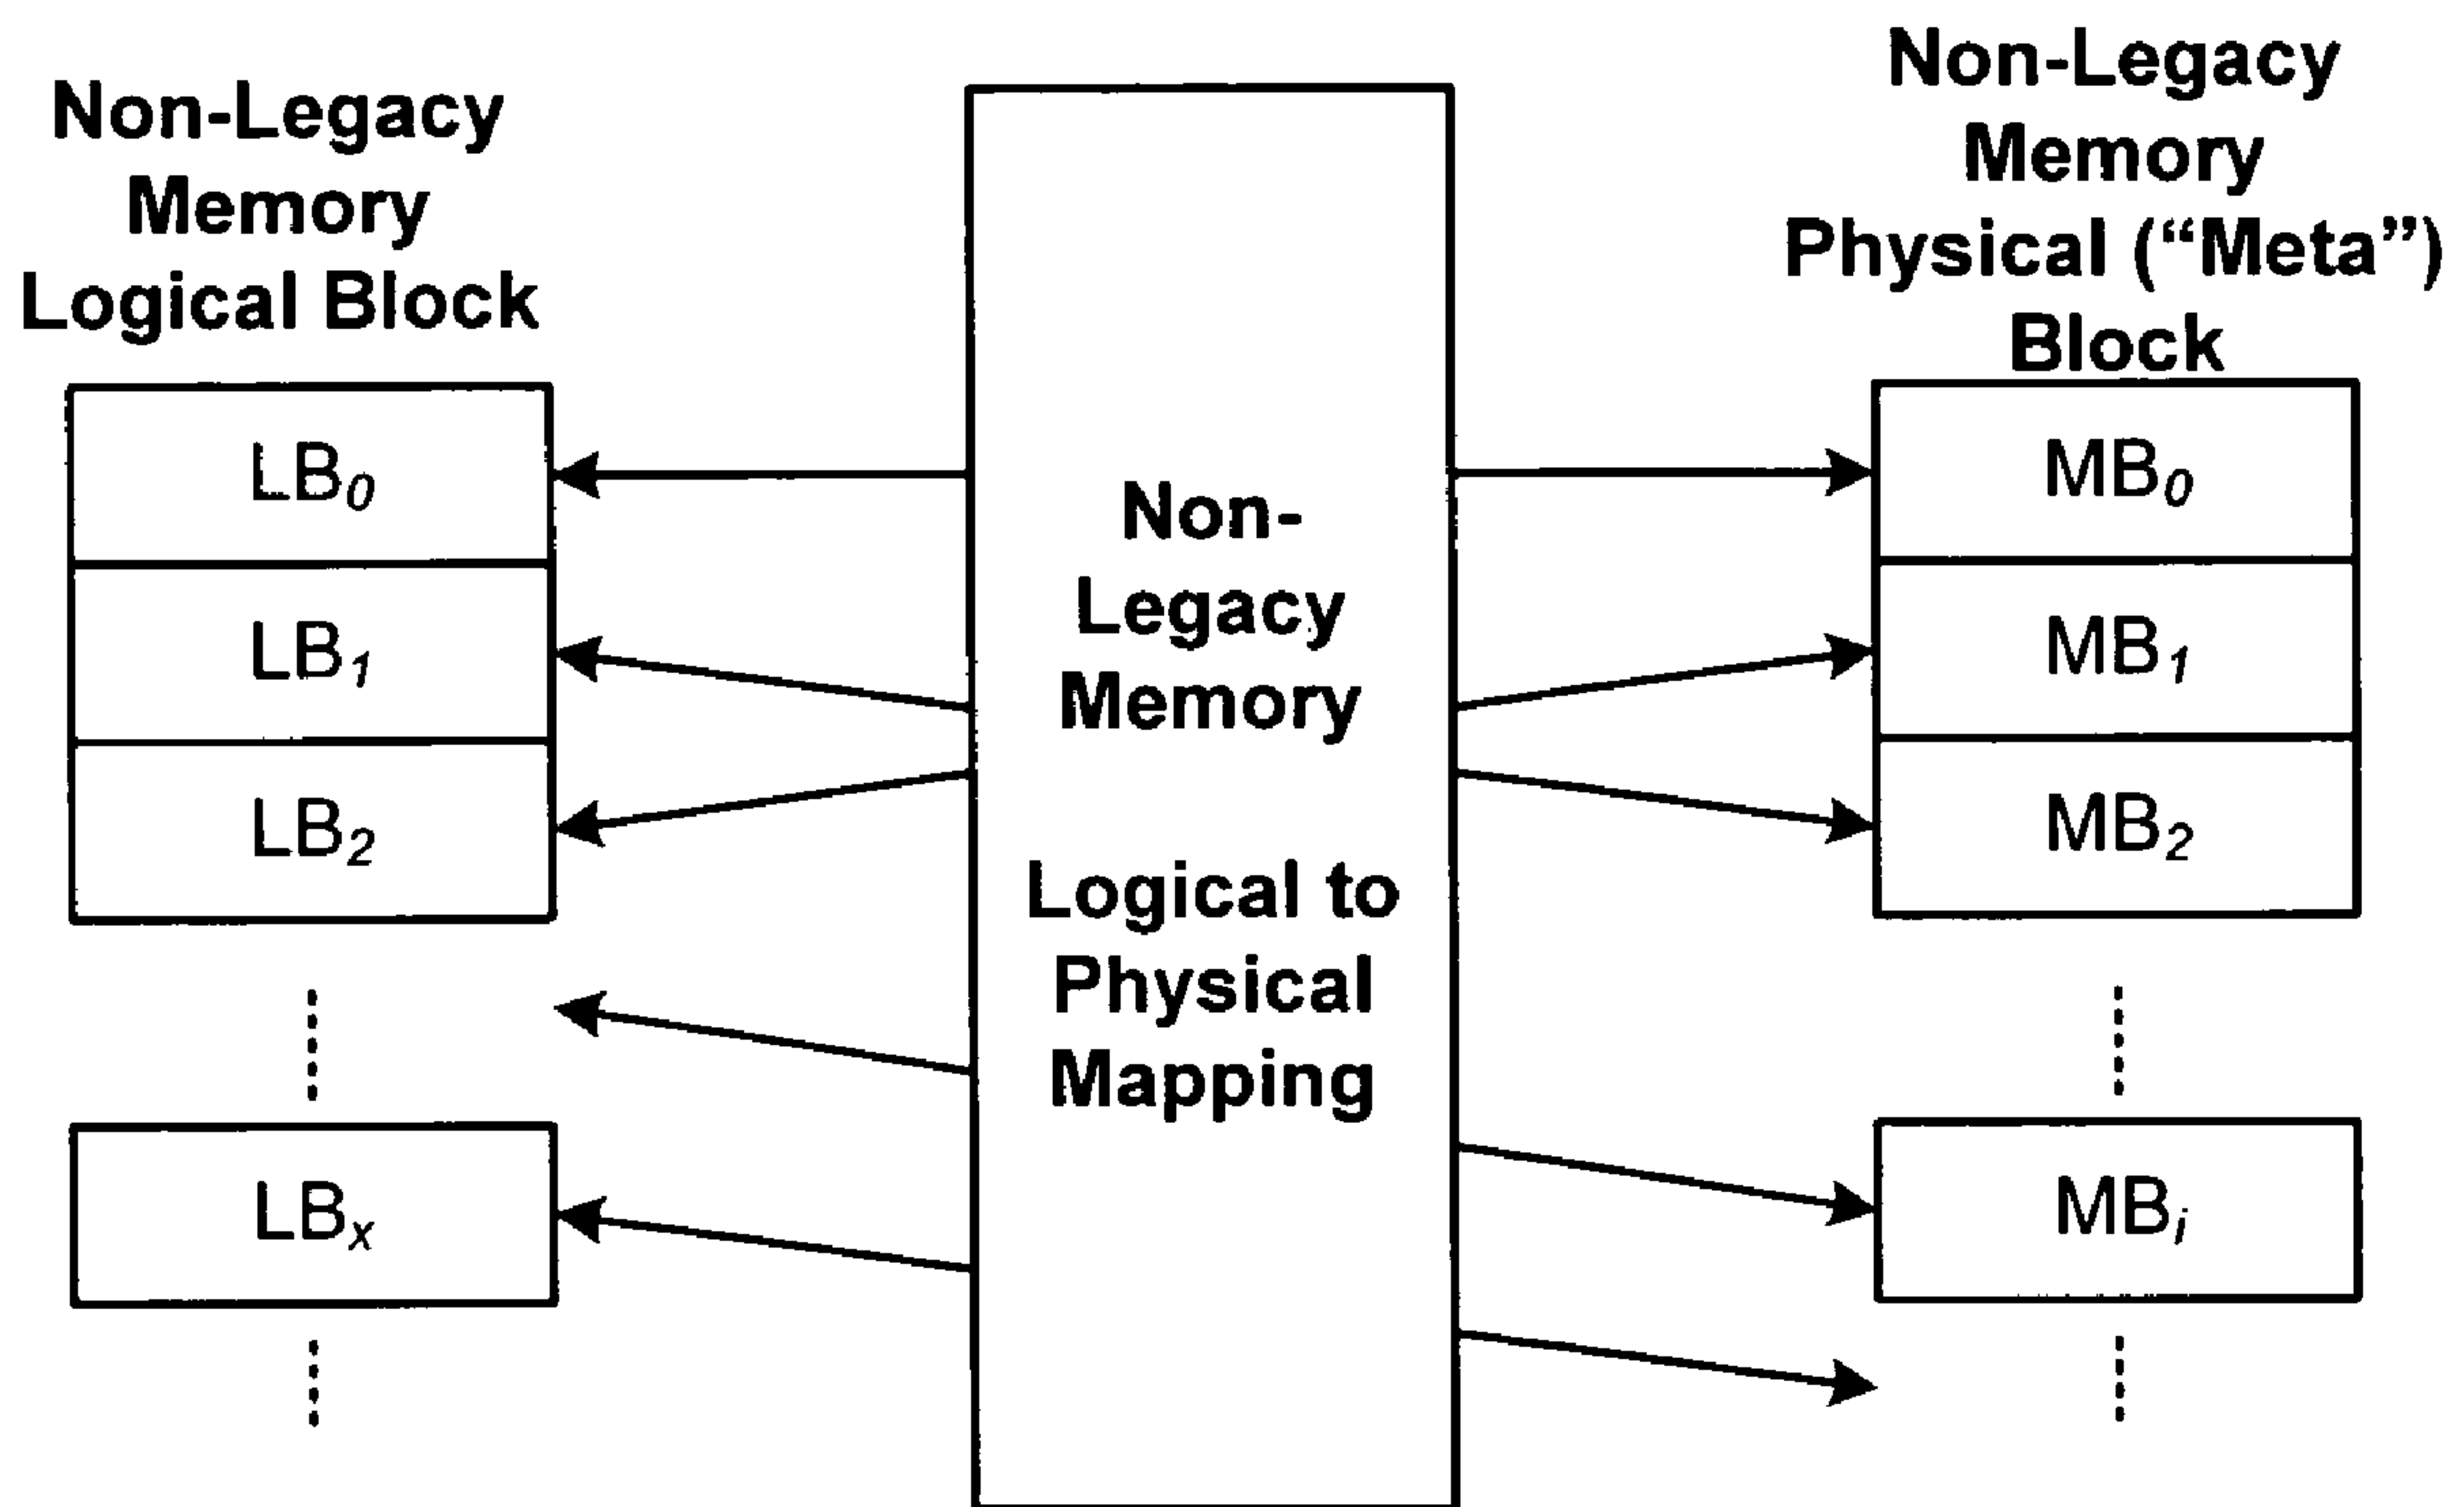 Non-Legacy
Memory
Logical Block
LB0
LB1
LB2
LBx
Non-
Legacy
Memory
Logical to
Physical
Mapping
Non-Legacy
Memory
Physical (“Meta”)
Block
MB0
MB1
MB2
MBi